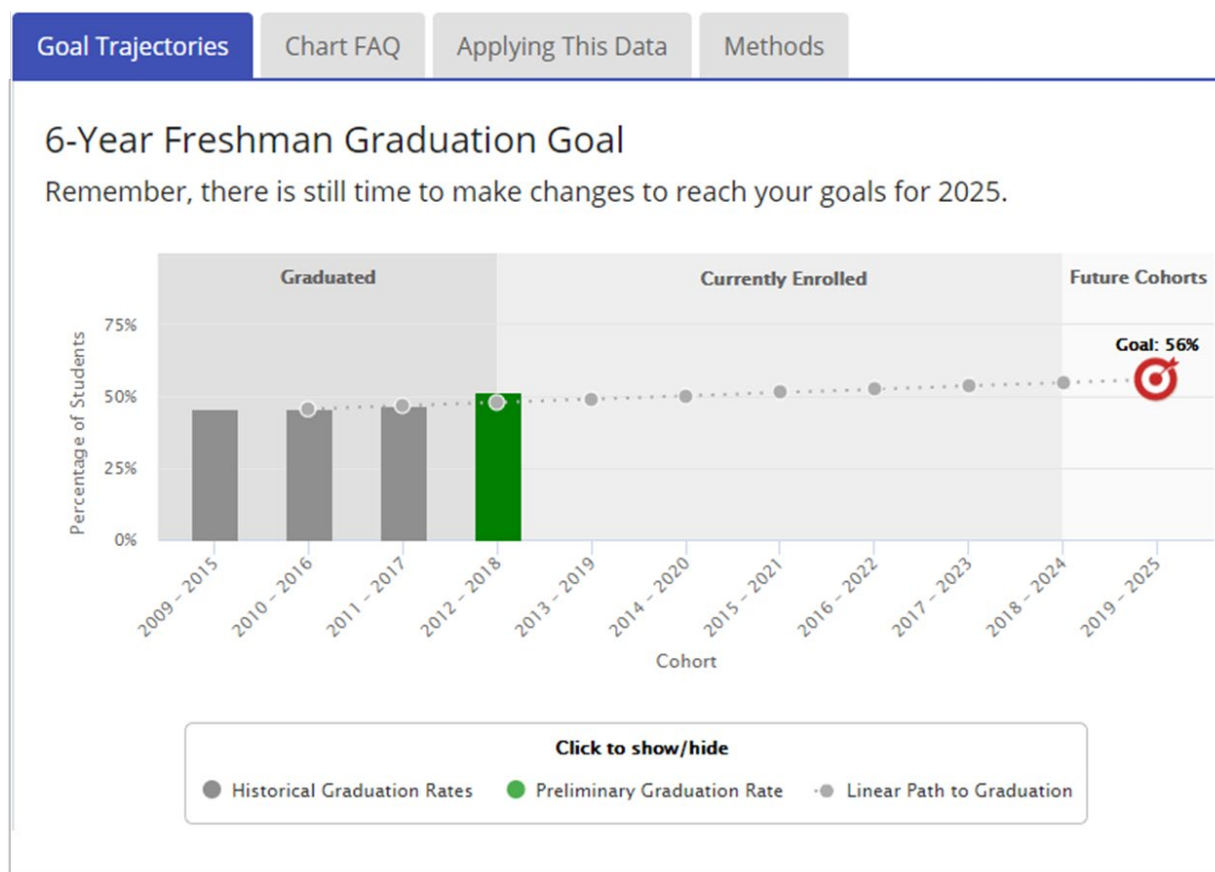 Goal Trajectories
Chart FAQ
Applying This Data
Methods
6-Year Freshman Graduation Goal
Remember, there is still time to make changes to reach your goals for 2025.
Graduated
Currently Enrolled
Future Cohorts
Goal: 56%
Percentage of Students
75%
50%
25%
0%
2009 – 2015
2010 – 2016
2011 – 2017
2012 – 2018
2013 – 2019
2014 – 2020
2015 – 2021
2016 – 2022
2017 – 2023
2018 – 2024
2019 – 2025
Cohort
Click to show/hide
Historical Graduation Rates
Preliminary Graduation Rate
Linear Path to Graduation